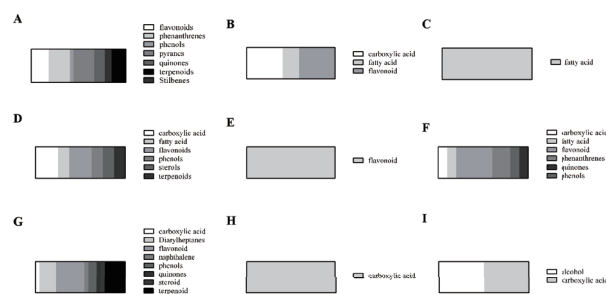 A
flavonoids
phenanthrenes
phenols
pyrancs
quinones
terpenoids
Stilbenes
B
carboxylic acid
fatty acid
flavonoid
C
fatty acid
D
carboxylic acid
fatty acid
flavonoids
phenols
sterols
terpenoids
E
flavonoid
F
carboxylic acid
fatty acid
flavonoid
phenanthrenes
quinones
phenols
G
carboxylic acid
Diarylheptanes
flavonoid
naphthalene
phenols
quinones
steroid
terpenoid
H
carboxylic acid
I
alcohol
carboxylic acid